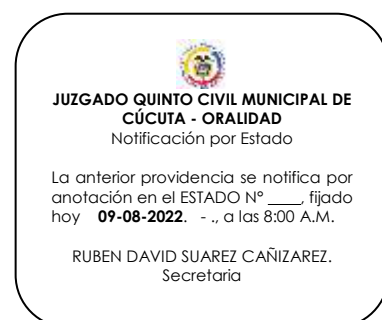 JUZGADO QUINTO CIVIL MUNICIPAL DE
CÚCUTA - ORALIDAD
Notificación por Estado
La anterior providencia se notifica por
anotación en el ESTADO N° ____, fijado
hoy 09-08-2022. - ., a las 8:00 A.M.
RUBEN DAVID SUAREZ CAÑIZAREZ.
Secretaria